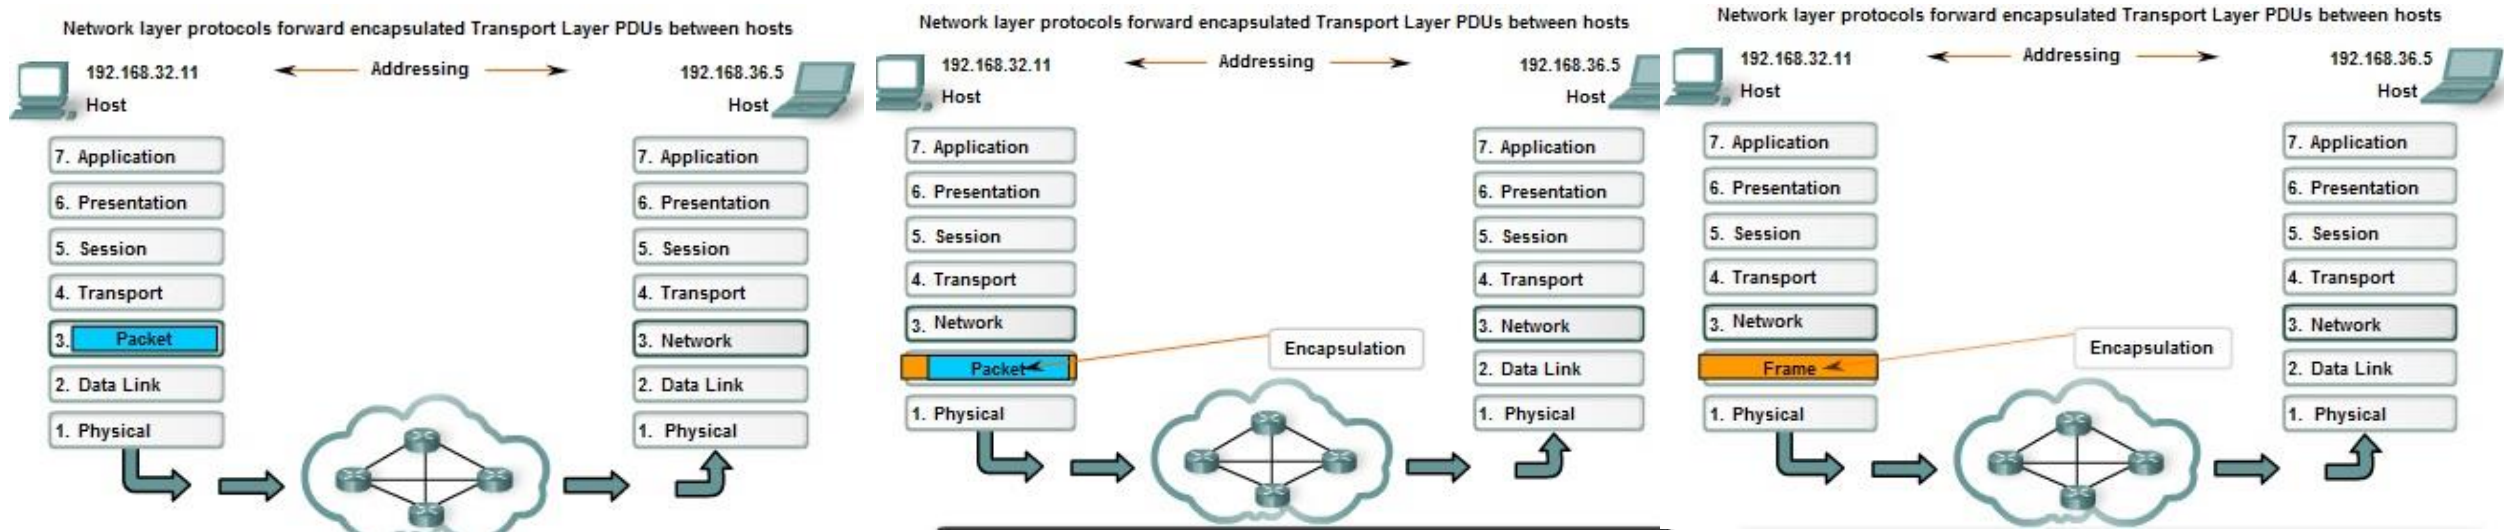 Network layer protocols forward encapsulated Transport Layer PDUs between hosts
192.168.32.11
Addressing
192.168.36.5
Host
Host
7. Application
6. Presentation
5. Session
4. Transport
3. Packet
2. Data Link
1. Physical
7. Application
6. Presentation
5. Session
4. Transport
3. Network
2. Data Link
1. Physical
Network layer protocols forward encapsulated Transport Layer PDUs between hosts
192.168.32.11
Addressing
192.168.36.5
Host
Host
7. Application
6. Presentation
5. Session
4. Transport
3. Network
Packet
1. Physical
Encapsulation
7. Application
6. Presentation
5. Session
4. Transport
3. Network
2. Data Link
1. Physical
Network layer protocols forward encapsulated Transport Layer PDUs between hosts
192.168.32.11
Addressing
192.168.36.5
Host
Host
7. Application
6. Presentation
5. Session
4. Transport
3. Network
Frame
1. Physical
Encapsulation
7. Application
6. Presentation
5. Session
4. Transport
3. Network
2. Data Link
1. Physical